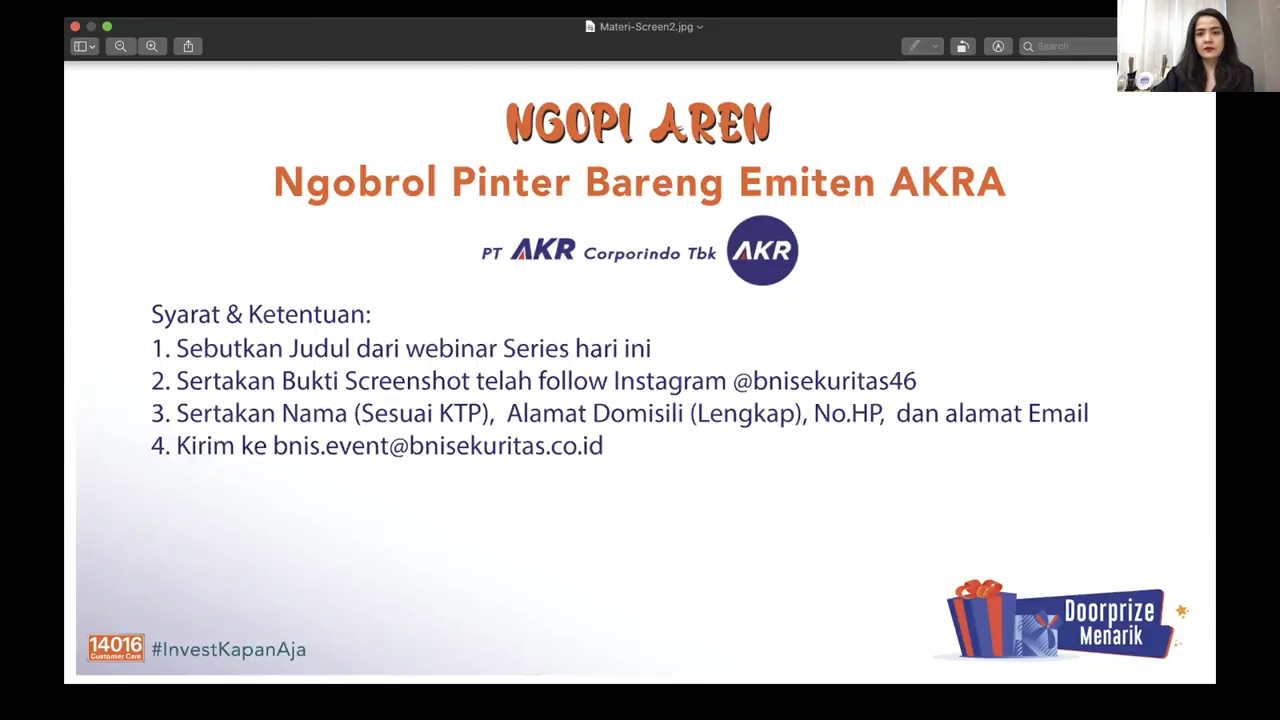 Materi-Screen2.jpg
Search
NGOPI AREN
Ngobrol Pinter Bareng Emiten AKRA
PT AKR Corporindo Tbk AKR
Syarat & Ketentuan:
1. Sebutkan Judul dari webinar Series hari ini
2. Sertakan Bukti Screenshot telah follow Instagram @bnisekuritas46
3. Sertakan Nama (Sesuai KTP), Alamat Domisili (Lengkap), No.HP, dan alamat Email
4. Kirim ke bnis.event@bnisekuritas.co.id
Doorprize
Menarik
14016
Customer Care
#InvestKapanAja